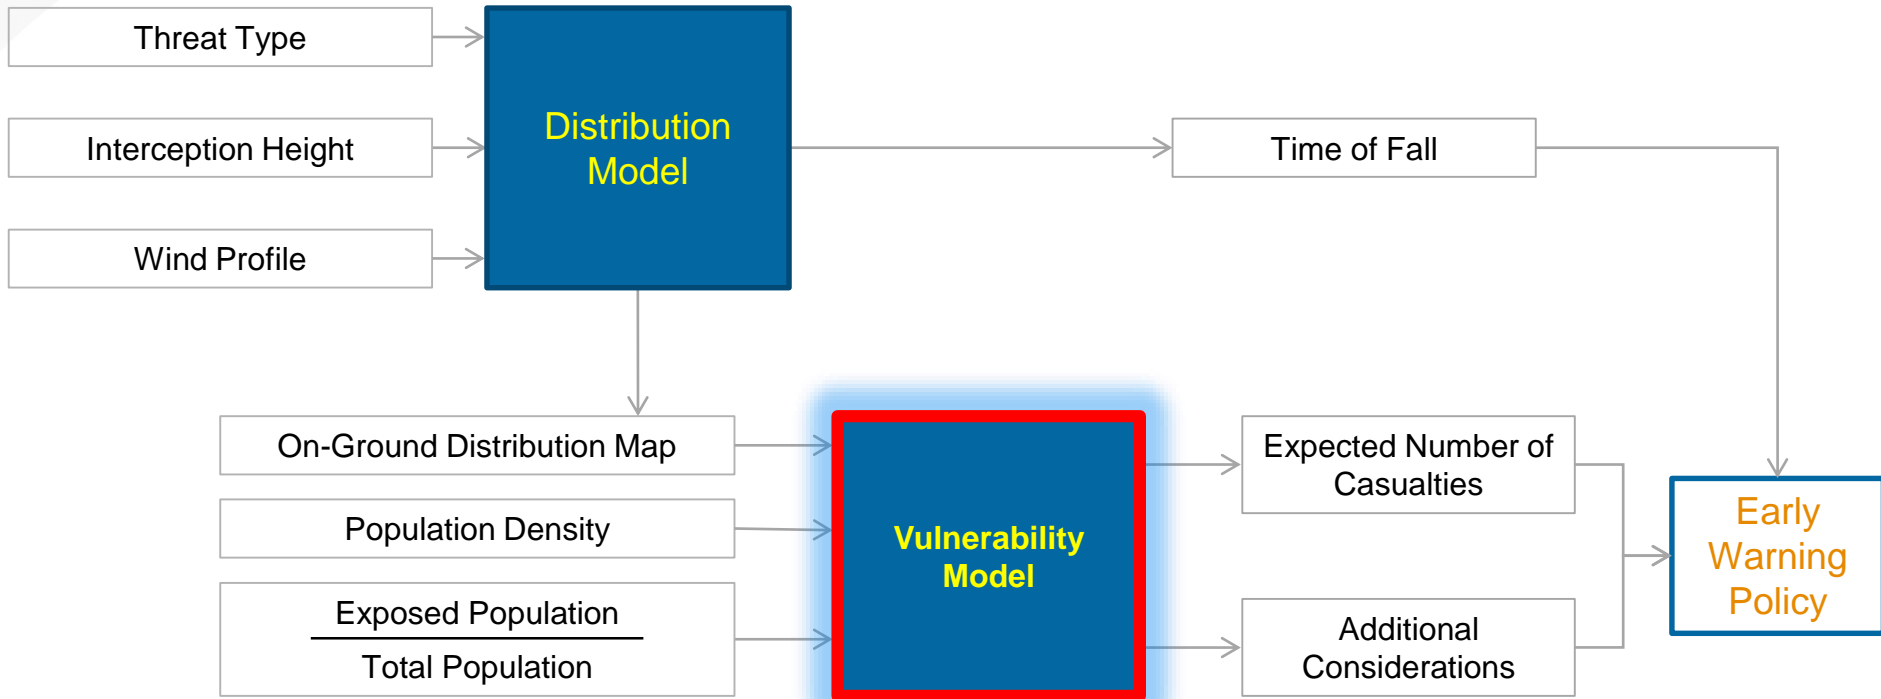 Threat Type
Interception Height
Wind Profile
Distribution
Model
Time of Fall
On-Ground Distribution Map
Population Density
Exposed Population
Total Population
Vulnerability
Model
Expected Number of
Casualties
Additional
Considerations
Early
Warning
Policy